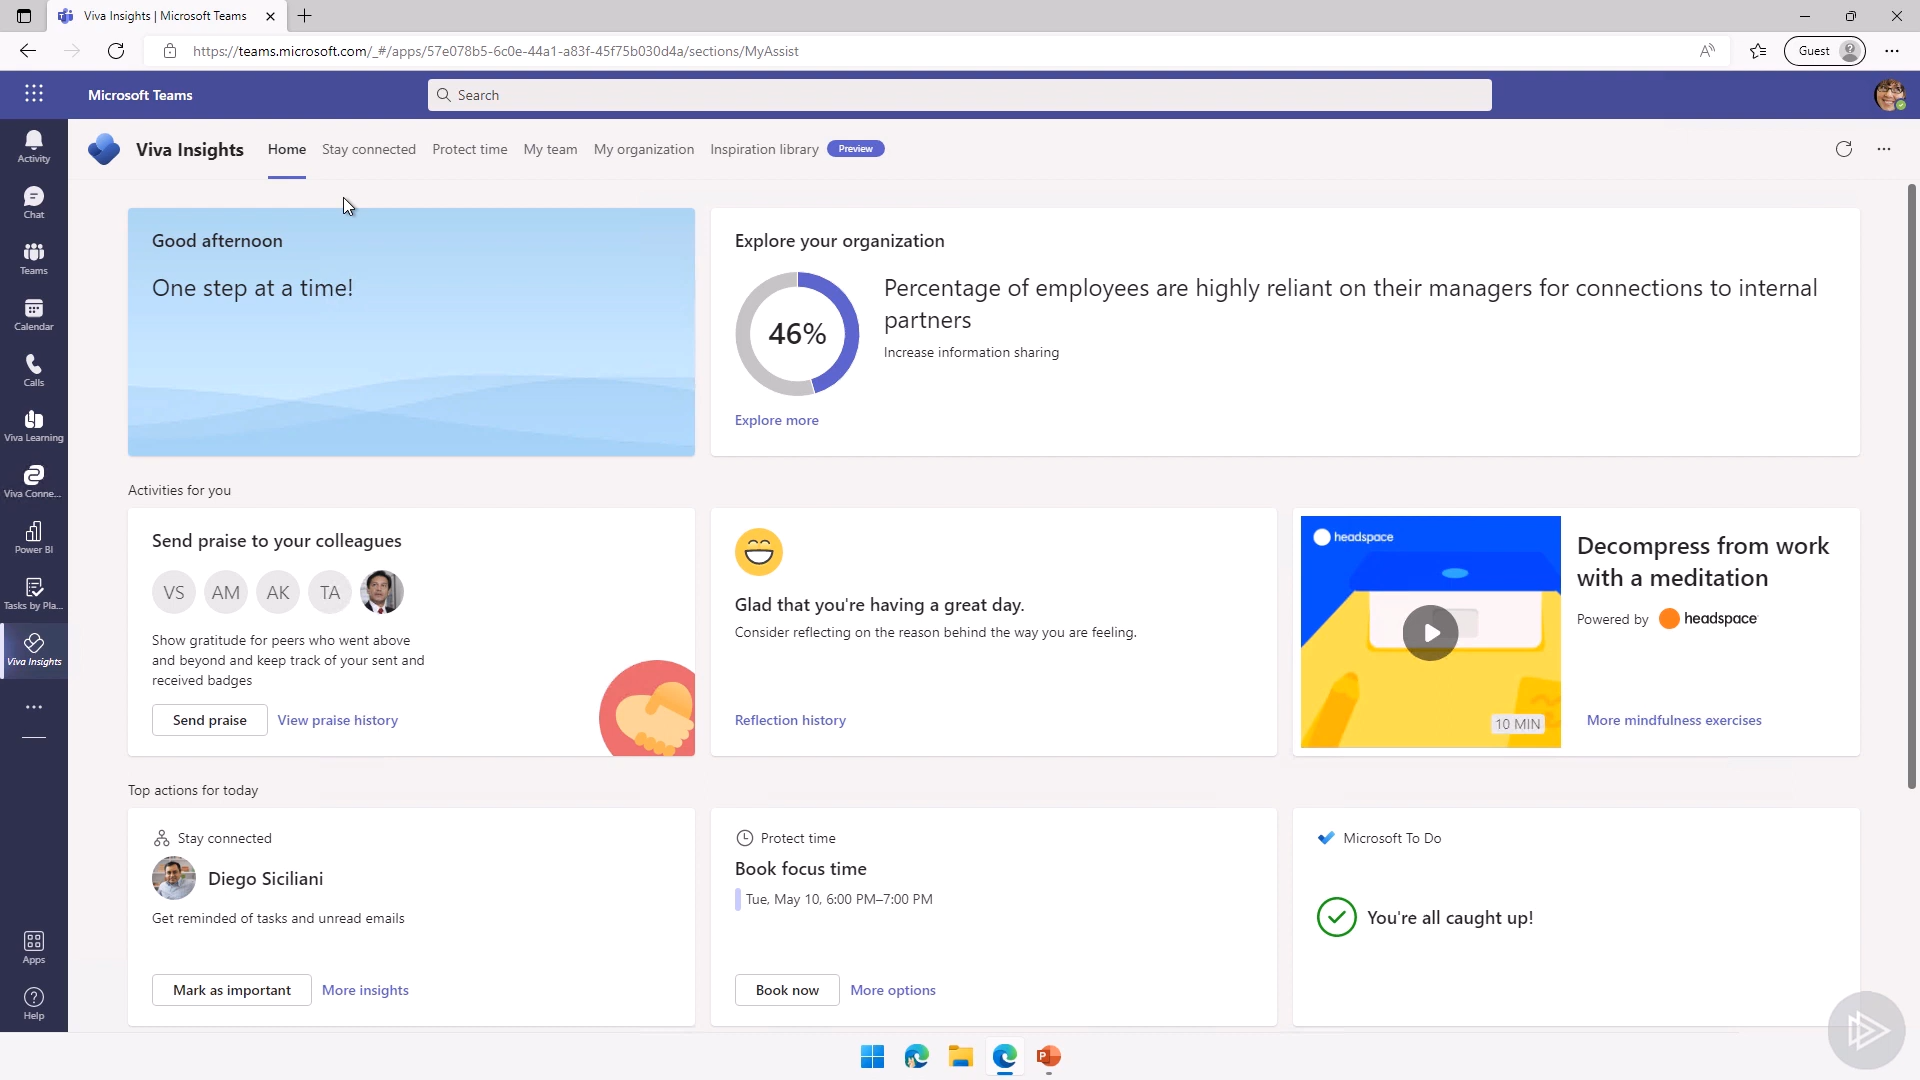 Viva Insights | Microsoft Teams
https://teams.microsoft.com/_#/apps/57e078b5-6c0e-44a1-a83f-45f75b030d4a/sections/MyAssist
Guest
Microsoft Teams
Search
Activity
Chat
Teams
Calendar
Calls
Viva Learning
Viva Conne...
Power BI
Tasks by Pla...
Viva Insights
Apps
Help
Viva Insights
Home
Stay connected
Protect time
My team
My organization
Inspiration library
Preview
Good afternoon
One step at a time!
Explore your organization
46%
Percentage of employees are highly reliant on their managers for connections to internal
partners
Increase information sharing
Explore more
Activities for you
Send praise to your colleagues
VS AM AK TA
Show gratitude for peers who went above
and beyond and keep track of your sent and
received badges
Send praise
View praise history
Glad that you're having a great day.
Consider reflecting on the reason behind the way you are feeling.
Reflection history
headspace
10 MIN
Decompress from work
with a meditation
Powered by headspace
More mindfulness exercises
Top actions for today
Stay connected
Diego Siciliani
Get reminded of tasks and unread emails
Mark as important
More insights
Protect time
Book focus time
Tue, May 10, 6:00 PM–7:00 PM
Book now
More options
Microsoft To Do
You're all caught up!